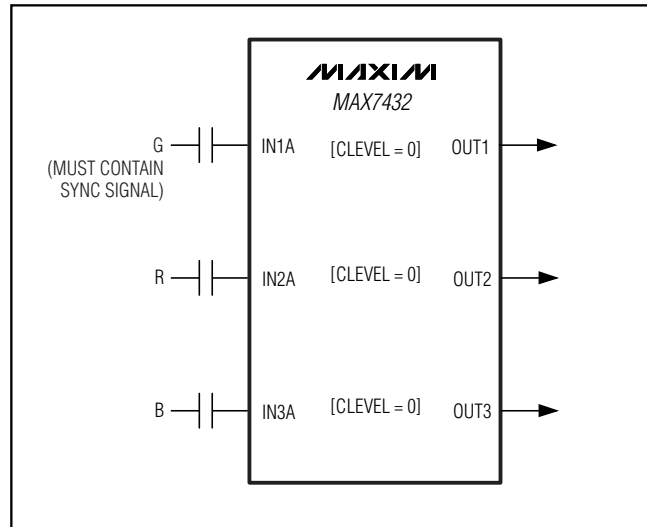 MAXIM
MAX7432
G
(MUST CONTAIN
SYNC SIGNAL)
IN1A [CLEVEL = 0] OUT1
R IN2A [CLEVEL = 0] OUT2
B IN3A [CLEVEL = 0] OUT3